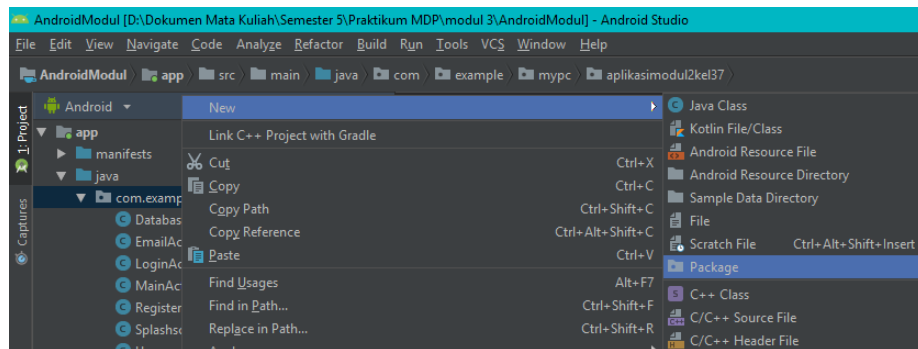 AndroidModul [D:\Dokumen Mata Kuliah\Semester 5\Praktikum MDP\modul 3\AndroidModul] - Android Studio
File Edit View Navigate Code Analyze Refactor Build Run Tools VCS Window Help
AndroidModul app src main java com example mypc aplikasimodul2kel37
1: Project
Captures
Android
app
manifests
java
com.examp
Databas
EmailAc
LoginAc
MainAc
Register
Splashsc
New
Link C++ Project with Gradle
Cut Ctrl+X
Copy Ctrl+C
Copy Path Ctrl+Shift+C
Copy Reference Ctrl+Alt+Shift+C
Paste Ctrl+V
Find Usages Alt+F7
Find in Path... Ctrl+Shift+F
Replace in Path... Ctrl+Shift+R
Java Class
Kotlin File/Class
Android Resource File
Android Resource Directory
Sample Data Directory
File
Scratch File Ctrl+Alt+Shift+Insert
Package
C++ Class
C/C++ Source File
C/C++ Header File